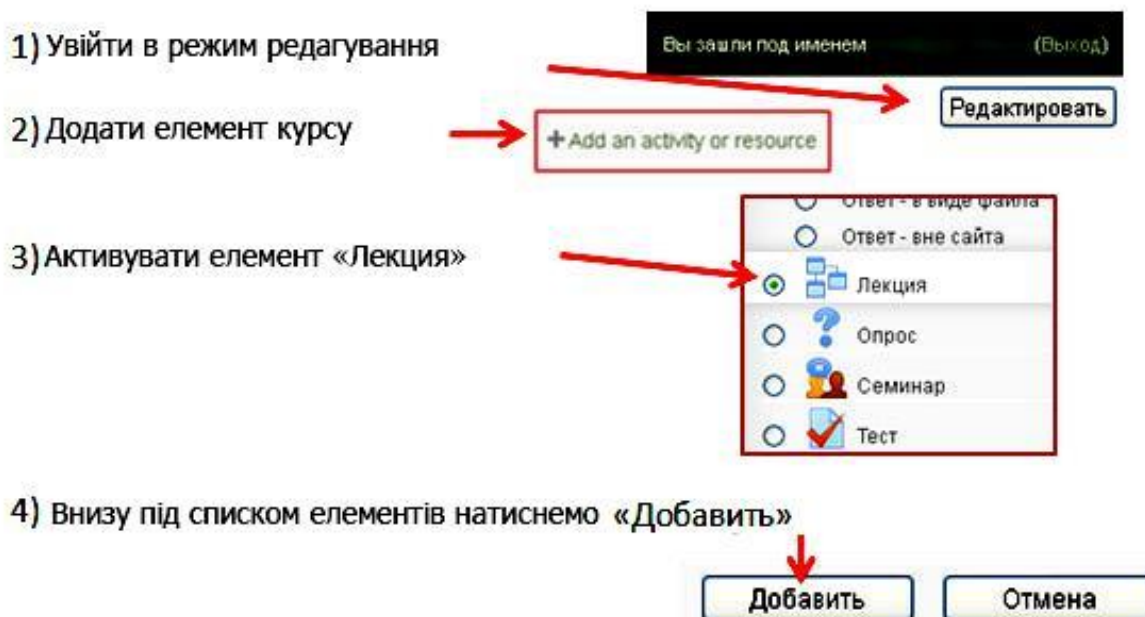 1) Увійти в режим редагування
Вы зашли под именем (Выход)
Редактировать
2) Додати елемент курсу
+Add an activity or resource
Ответ - в виде файла
Ответ - вне сайта
3) Активувати елемент «Лекция»
Лекция
Опрос
Семинар
Тест
4) Внизу під списком елементів натиснемо «Добавить»
Добавить Отмена